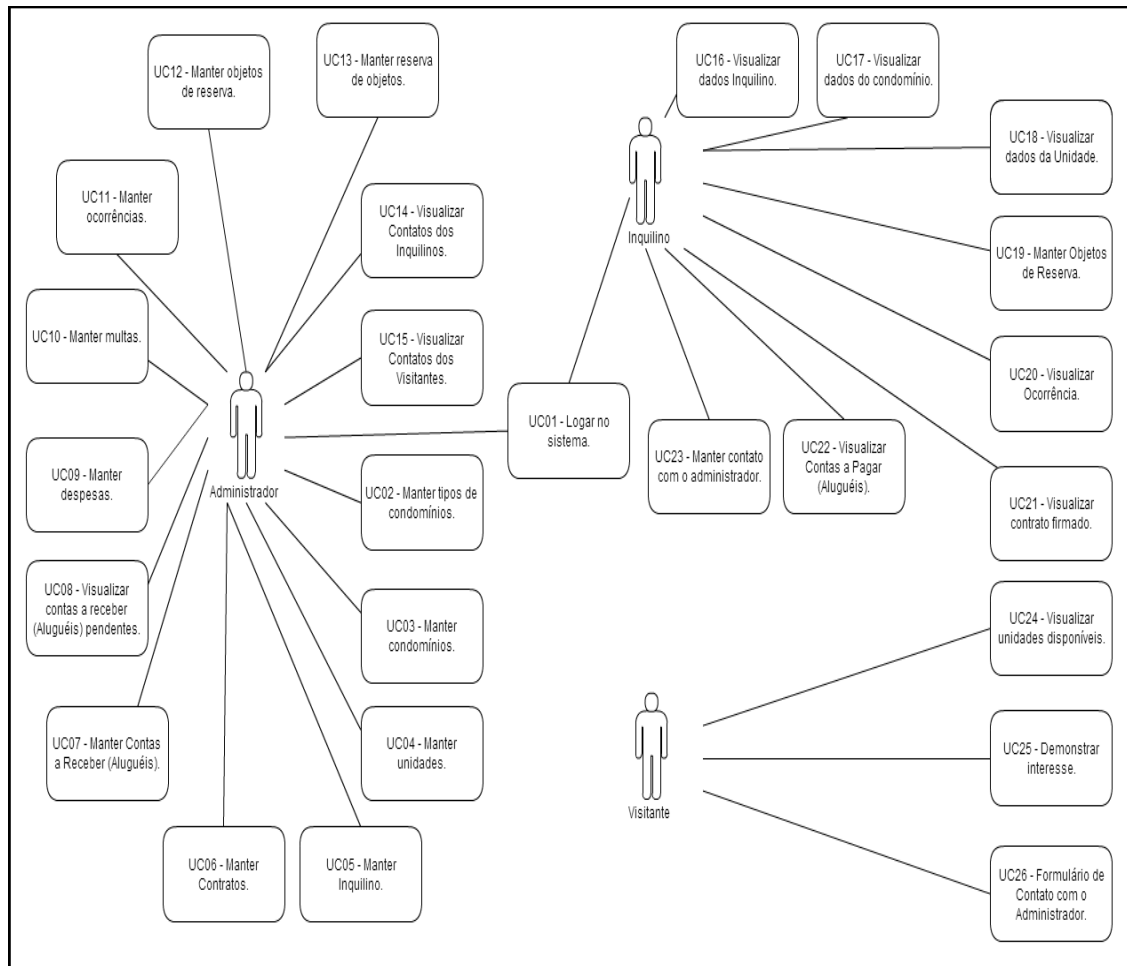 UC12 - Manter objetos
de reserva.
UC13 - Manter reserva
de objetos.
UC16 - Visualizar
dados Inquilino.
UC17 - Visualizar
dados do condomínio.
UC18 - Visualizar
dados da Unidade.
UC11 - Manter
ocorrências.
UC14 - Visualizar
Contatos dos
Inquilinos.
Inquilino
UC19 - Manter Objetos
de Reserva.
UC10 - Manter multas.
UC15 - Visualizar
Contatos dos
Visitantes.
UC20 - Visualizar
Ocorrência.
UC01 - Logar no
sistema.
UC23 - Manter contato
com o administrador.
UC22 - Visualizar
Contas a Pagar
(Aluguéis).
UC09 - Manter
despesas.
Administrador
UC02 - Manter tipos de
condomínios.
UC21 - Visualizar
contrato firmado.
UC08 - Visualizar
contas a receber
(Aluguéis) pendentes.
UC03 - Manter
condomínios.
UC24 - Visualizar
unidades disponíveis.
UC07 - Manter Contas
a Receber (Aluguéis).
UC04 - Manter
unidades.
UC25 - Demonstrar
interesse.
Visitante
UC06 - Manter
Contratos.
UC05 - Manter
Inquilino.
UC26 - Formulário de
Contato com o
Administrador.